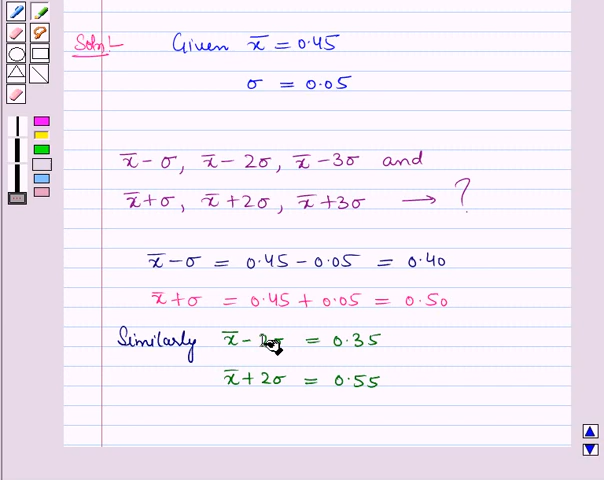 Soln:- Given x̄ = 0.45
σ = 0.05
x̄ - σ, x̄ - 2σ, x̄ - 3σ and
x̄ + σ, x̄ + 2σ, x̄ + 3σ → ?
x̄ - σ = 0.45 - 0.05 = 0.40
x̄ + σ = 0.45 + 0.05 = 0.50
Similarly x̄ - 2σ = 0.35
x̄ + 2σ = 0.55